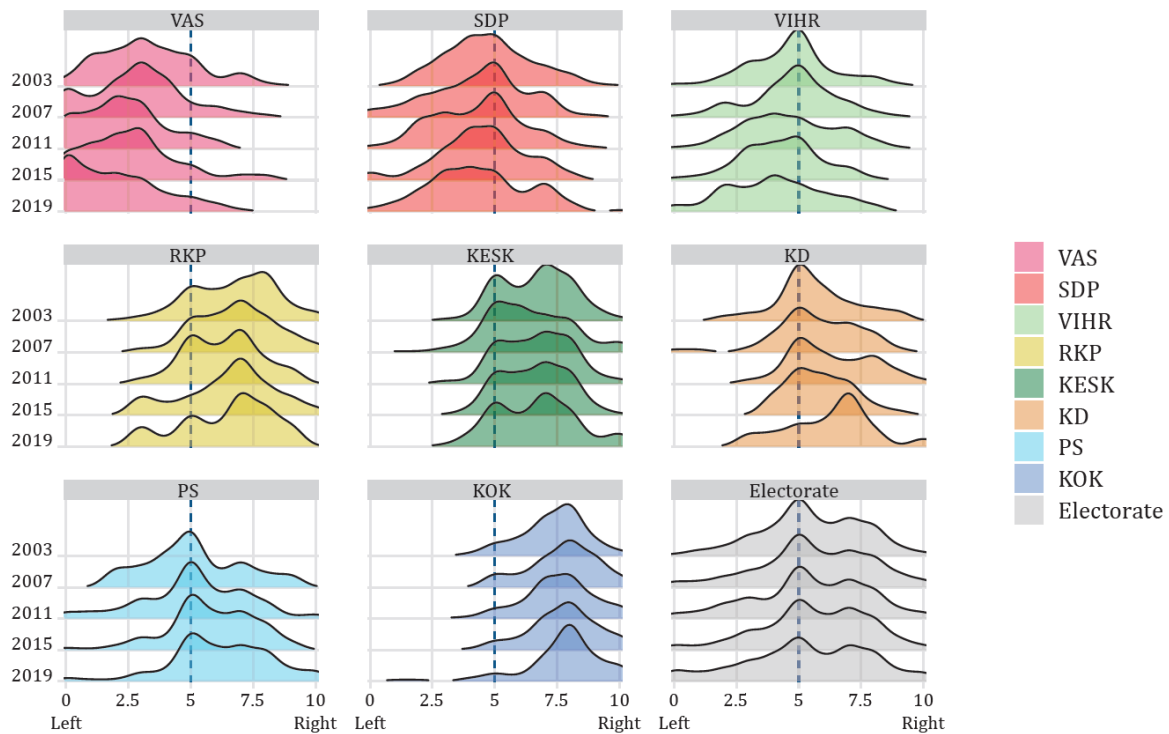 VAS SDP VIHR
2003
2007
2011
2015
2019
RKP KESK KD
2003
2007
2011
2015
2019
PS KOK Electorate
2003
2007
2011
2015
2019
0 2.5 5 7.5 10 0 2.5 5 7.5 10 0 2.5 5 7.5 10
Left Right Left Right Left Right
VAS
SDP
VIHR
RKP
KESK
KD
PS
KOK
Electorate